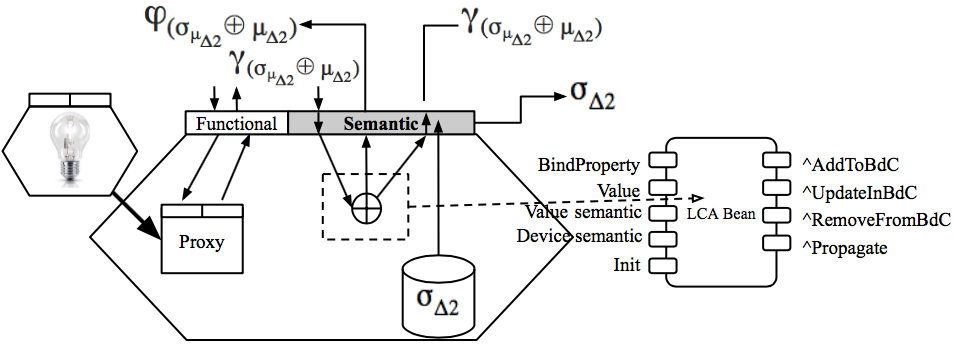 φ(σμΔ2⊕ μΔ2)
γ(σμΔ2⊕ μΔ2)
γ(σμΔ2⊕ μΔ2)
σΔ2
Functional
Semantic
Proxy
σΔ2
BindProperty
Value
Value semantic
Device semantic
Init
LCA Bean
^AddToBdC
^UpdateInBdC
^RemoveFromBdC
^Propagate